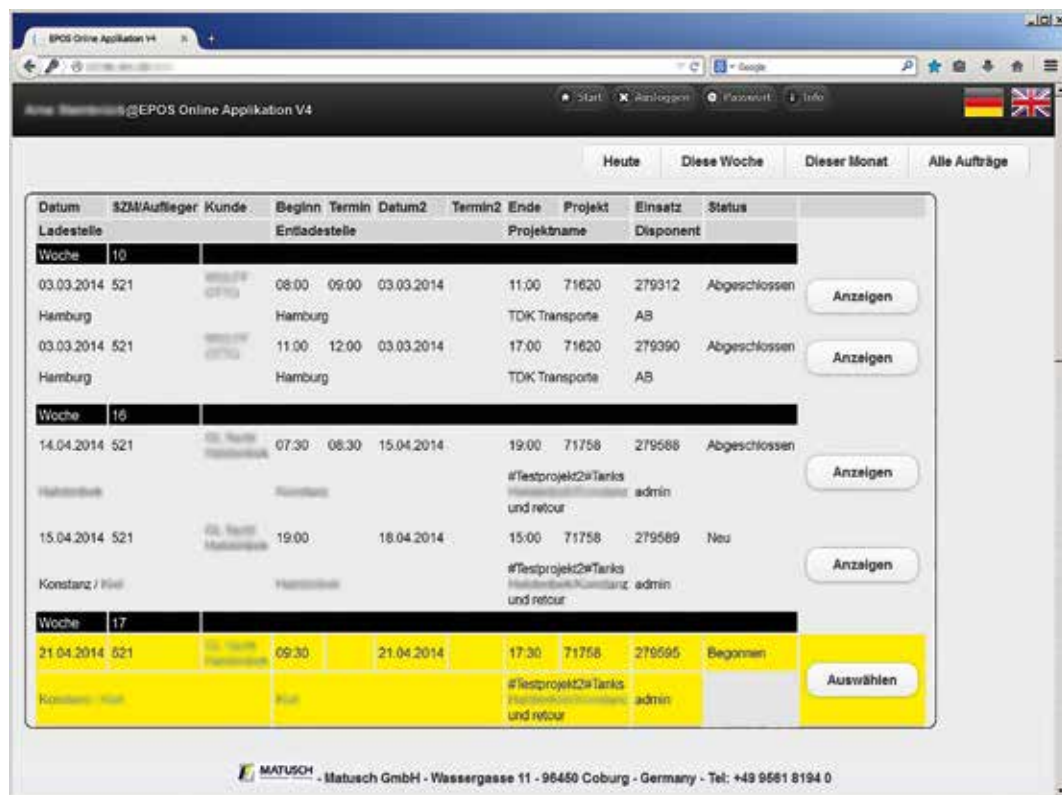 EPOS Online Applikation V4
Google
@EPOS Online Applikation V4
Start Ausloggen Passwort Info
Heute Diese Woche Dieser Monat Alle Aufträge
Datum SZM/Auflieger Kunde Beginn Termin Datum2 Termin2 Ende Projekt Einsatz Status
Ladestelle Entladestelle Projektname Disponent
Woche 10
03.03.2014 521 08:00 09:00 03.03.2014 11:00 71620 279312 Abgeschlossen
Anzeigen
Hamburg Hamburg TDK Transporte AB
03.03.2014 521 11:00 12:00 03.03.2014 17:00 71620 279390 Abgeschlossen
Anzeigen
Hamburg Hamburg TDK Transporte AB
Woche 16
14.04.2014 521 07:30 08:30 15.04.2014 19:00 71758 279588 Abgeschlossen
Anzeigen
#Testprojekt2#Tanks
admin
und retour
15.04.2014 521 19:00 18.04.2014 15:00 71758 279589 Neu
Anzeigen
#Testprojekt2#Tanks
Konstanz / admin
und retour
Woche 17
21.04.2014 521 09:30 21.04.2014 17:30 71758 279595 Begonnen
Auswählen
#Testprojekt2#Tanks
admin
und retour
MATUSCH - Matusch GmbH - Wassergasse 11 - 96450 Coburg - Germany - Tel: +49 9561 8194 0